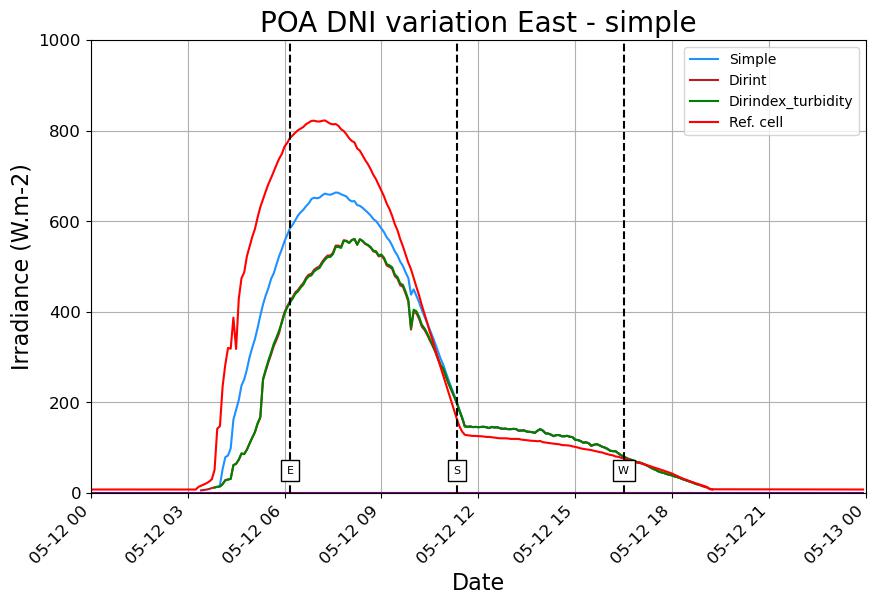 POA DNI variation East - simple
Irradiance (W.m-2)
1000
800
600
400
200
0
Simple
Dirint
Dirindex_turbidity
Ref. cell
E
S
W
05-12 00
05-12 03
05-12 06
05-12 09
05-12 12
05-12 15
05-12 18
05-12 21
05-13 00
Date